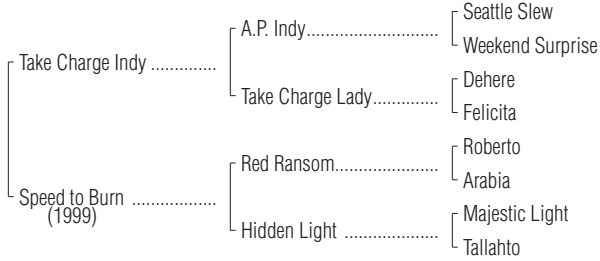 Seattle Slew
A.P. Indy..............................
Weekend Surprise
Take Charge Indy ...............
Dehere
Take Charge Lady...............
Felicita
Roberto
Red Ransom........................
Arabia
Speed to Burn ...................
(1999)
Majestic Light
Hidden Light .....................
Tallahto